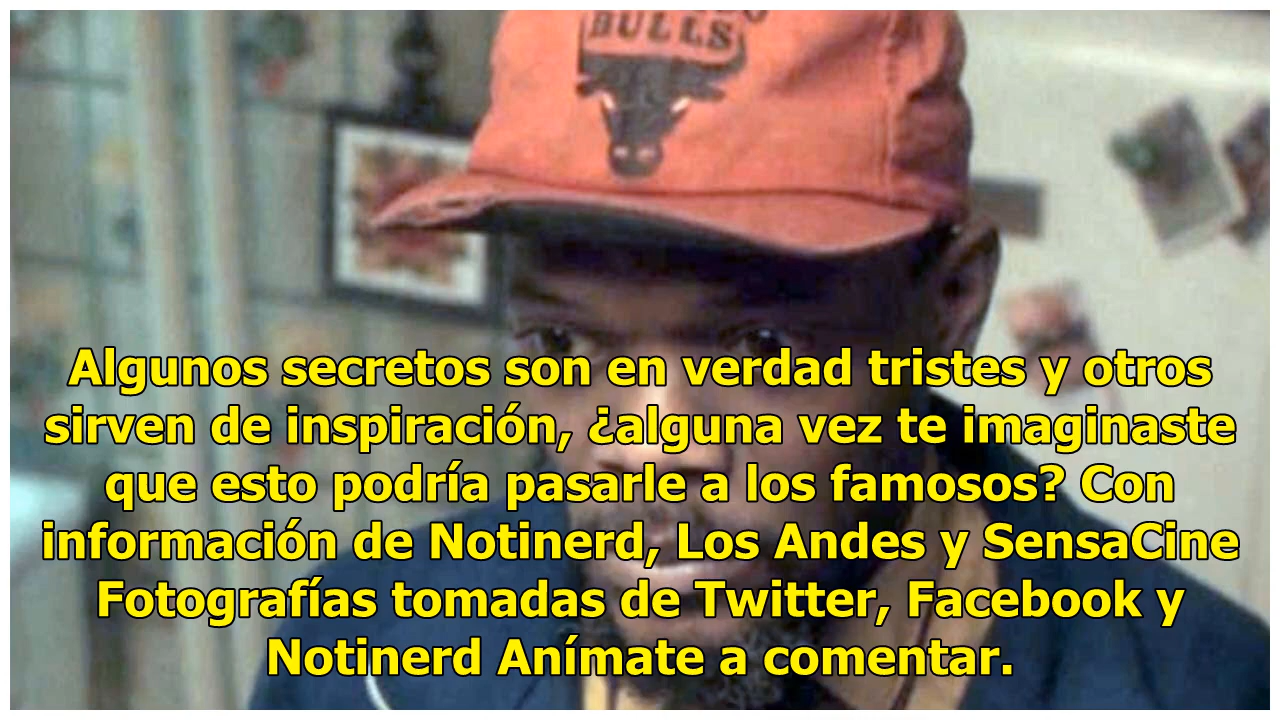 BULLS
Algunos secretos son en verdad tristes y otros
sirven de inspiración, ¿alguna vez te imaginaste
que esto podría pasarle a los famosos? Con
información de Notinerd, Los Andes y SensaCine
Fotografías tomadas de Twitter, Facebook y
Notinerd Anímate a comentar.